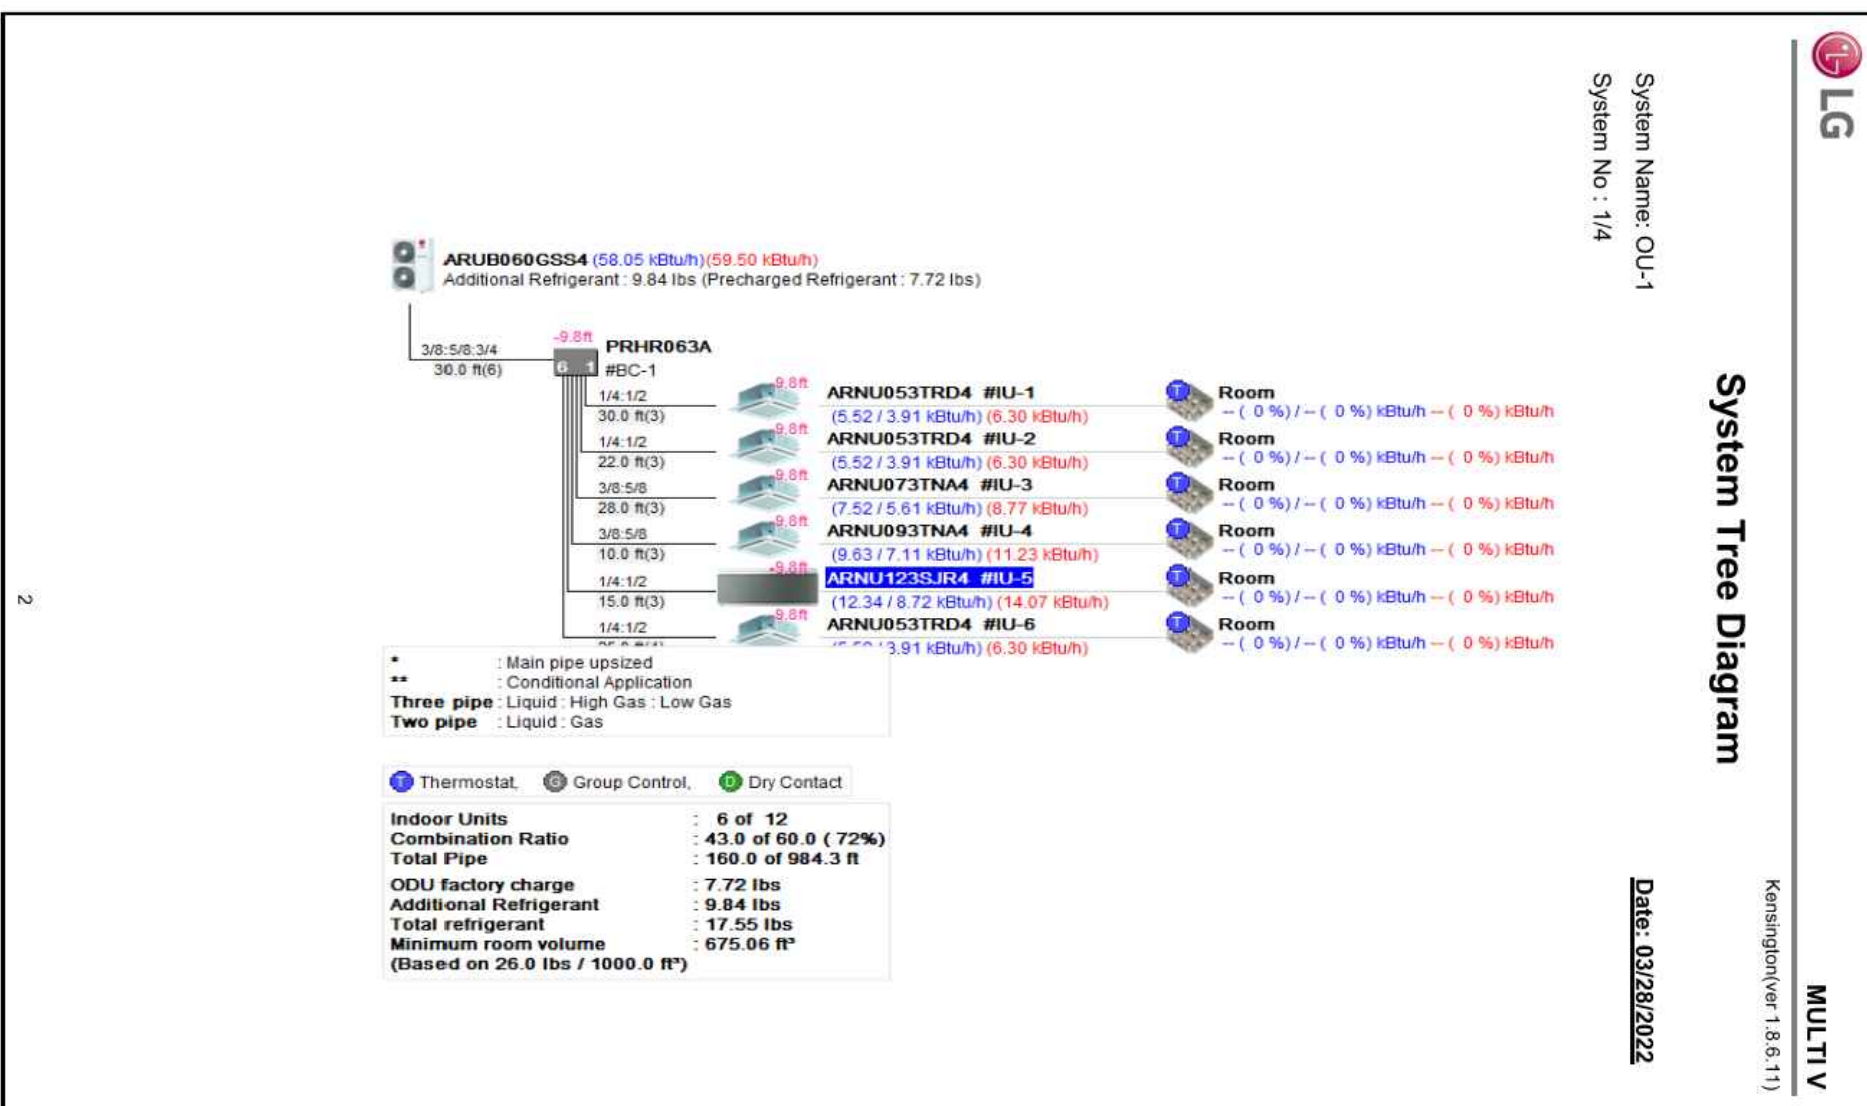 LG
MULTI V
Kensington(ver 1.8.6.11)
System Tree Diagram
System Name: OU-1
Date: 03/28/2022
System No : 1/4
ARUB060GSS4 (58.05 kBtu/h)(59.50 kBtu/h)
Additional Refrigerant : 9.84 lbs (Precharged Refrigerant : 7.72 lbs)
3/8:5/8:3/4
30.0 ft(6)
-9.8ft
PRHR063A
6 1
#BC-1
1/4:1/2
30.0 ft(3)
-9.8ft
ARNU053TRD4 #IU-1
(5.52 / 3.91 kBtu/h) (6.30 kBtu/h)
T
Room
-- ( 0 %) / -- ( 0 %) kBtu/h -- ( 0 %) kBtu/h
1/4:1/2
22.0 ft(3)
-9.8ft
ARNU053TRD4 #IU-2
(5.52 / 3.91 kBtu/h) (6.30 kBtu/h)
T
Room
-- ( 0 %) / -- ( 0 %) kBtu/h -- ( 0 %) kBtu/h
3/8:5/8
28.0 ft(3)
-9.8ft
ARNU073TNA4 #IU-3
(7.52 / 5.61 kBtu/h) (8.77 kBtu/h)
T
Room
-- ( 0 %) / -- ( 0 %) kBtu/h -- ( 0 %) kBtu/h
3/8:5/8
10.0 ft(3)
-9.8ft
ARNU093TNA4 #IU-4
(9.63 / 7.11 kBtu/h) (11.23 kBtu/h)
T
Room
-- ( 0 %) / -- ( 0 %) kBtu/h -- ( 0 %) kBtu/h
1/4:1/2
15.0 ft(3)
-9.8ft
ARNU123SJR4 #IU-5
(12.34 / 8.72 kBtu/h) (14.07 kBtu/h)
T
Room
-- ( 0 %) / -- ( 0 %) kBtu/h -- ( 0 %) kBtu/h
1/4:1/2
-9.8ft
ARNU053TRD4 #IU-6
3.91 kBtu/h) (6.30 kBtu/h)
T
Room
-- ( 0 %) / -- ( 0 %) kBtu/h -- ( 0 %) kBtu/h
* : Main pipe upsized
** : Conditional Application
Three pipe : Liquid : High Gas : Low Gas
Two pipe : Liquid : Gas
T Thermostat, G Group Control, D Dry Contact
Indoor Units : 6 of 12
Combination Ratio : 43.0 of 60.0 ( 72%)
Total Pipe : 160.0 of 984.3 ft
ODU factory charge : 7.72 lbs
Additional Refrigerant : 9.84 lbs
Total refrigerant : 17.55 lbs
Minimum room volume : 675.06 ft³
(Based on 26.0 lbs / 1000.0 ft³)
2